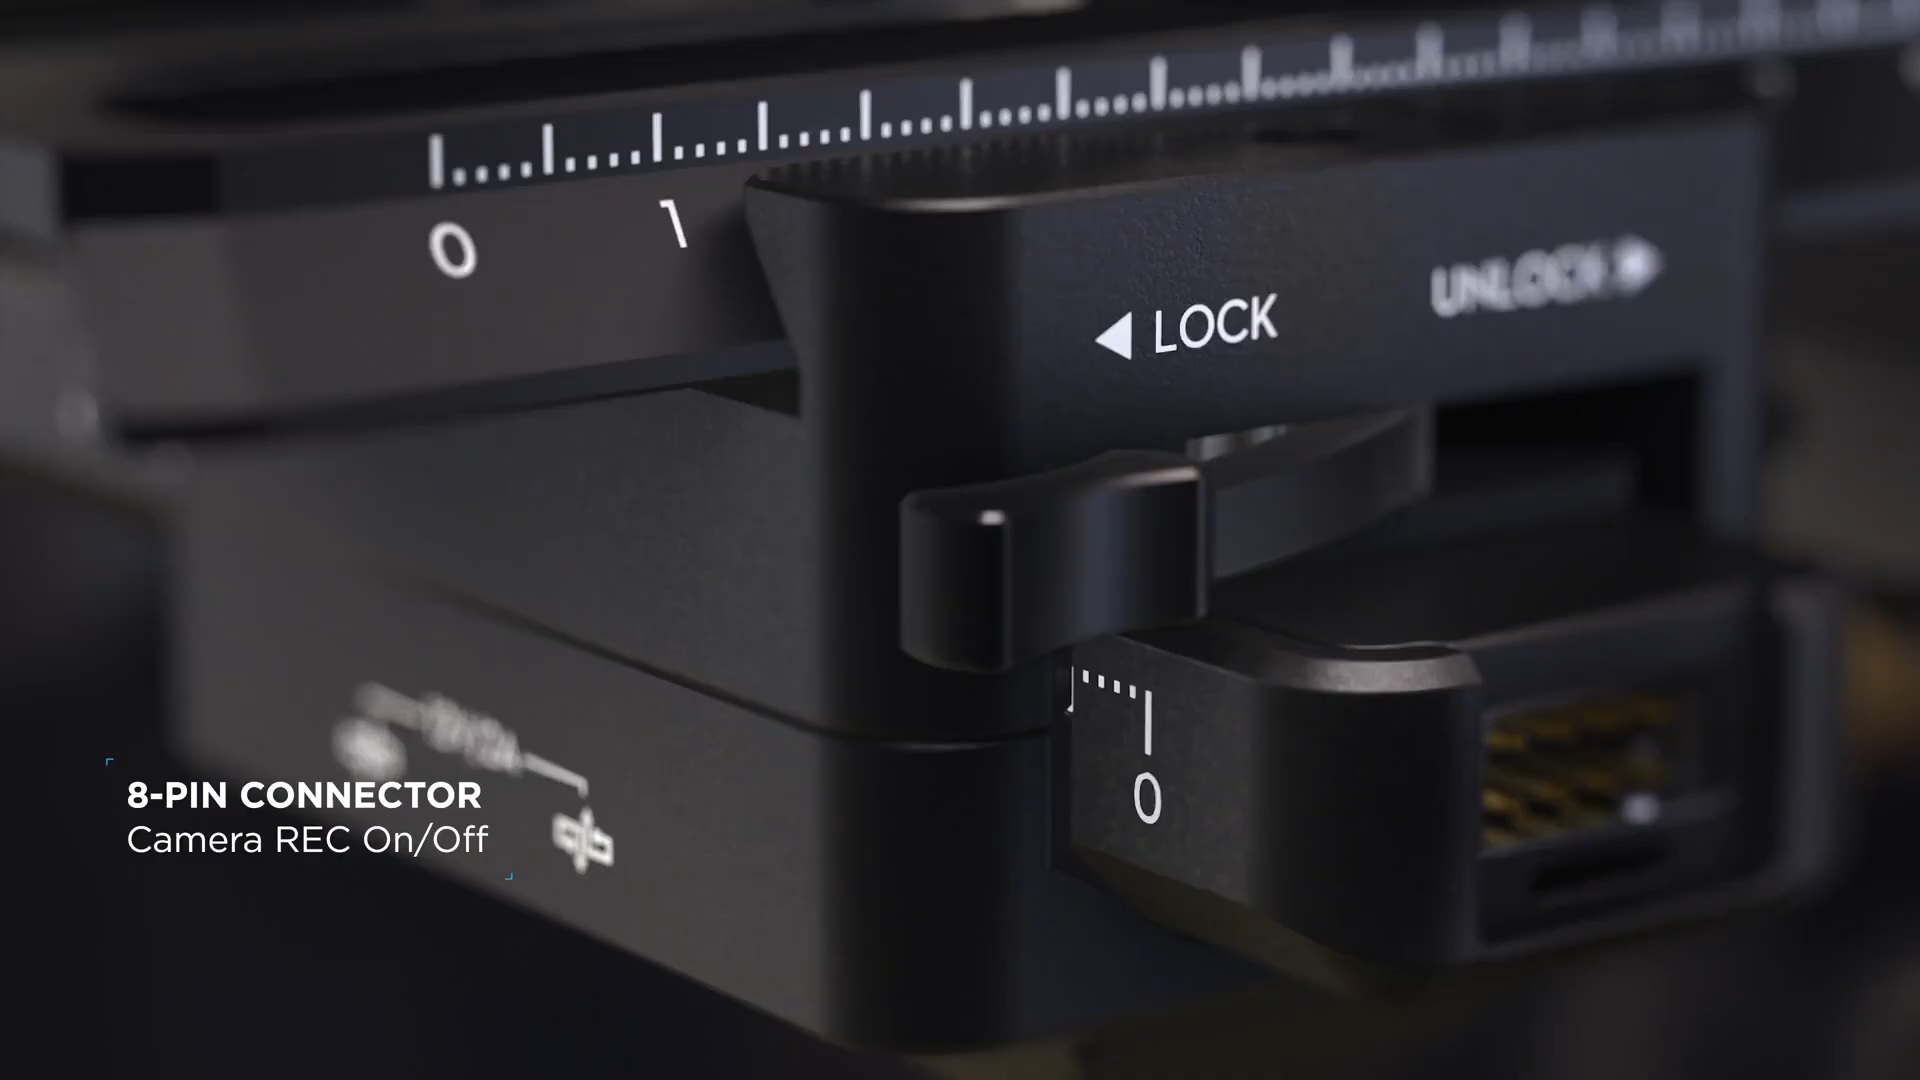 0
1
◀ LOCK
UNLOCK ▶
0
8-PIN CONNECTOR
Camera REC On/Off